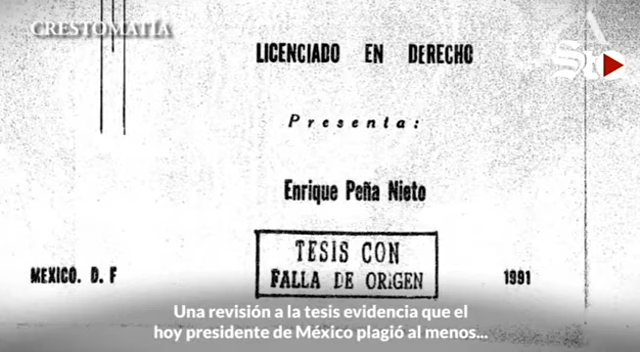 CRESTOMATÍA
LICENCIADO EN DERECHO
Presenta:
Enrique Peña Nieto
TESIS CON
FALLA DE ORIGEN
MEXICO. D. F
1991
Una revisión a la tesis evidencia que el
hoy presidente de México plagió al menos...